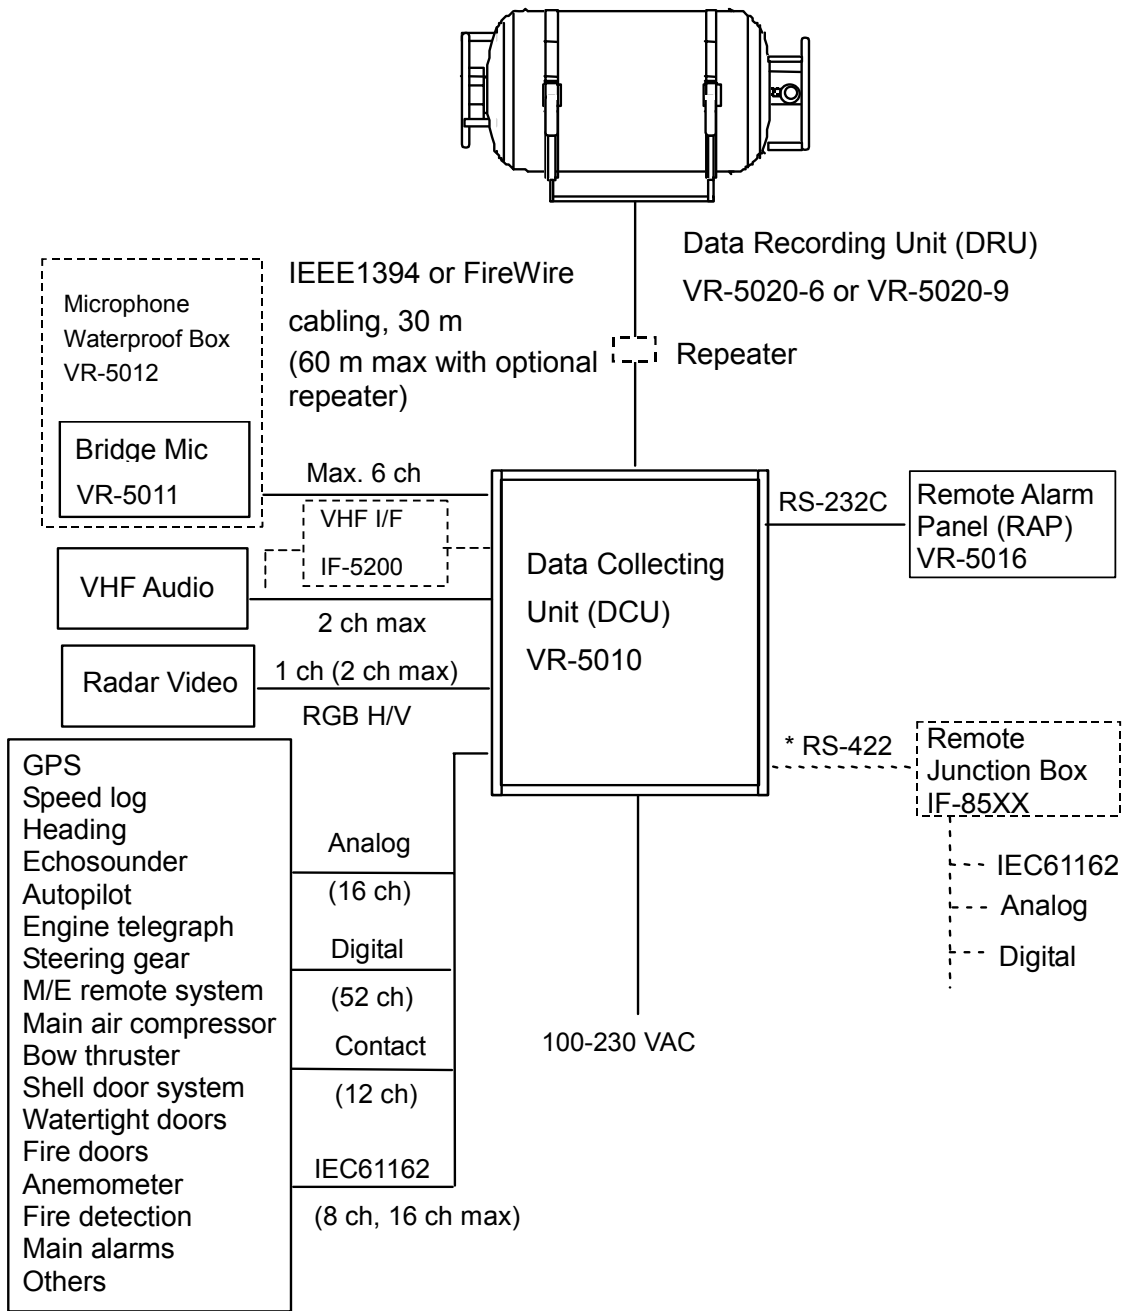 Data Recording Unit (DRU)
VR-5020-6 or VR-5020-9
Repeater
IEEE1394 or FireWire
cabling, 30 m
(60 m max with optional
repeater)
Microphone
Waterproof Box
VR-5012
Bridge Mic
VR-5011
Max. 6 ch
VHF I/F
IF-5200
VHF Audio
2 ch max
Radar Video
1 ch (2 ch max)
RGB H/V
Data Collecting
Unit (DCU)
VR-5010
RS-232C
Remote Alarm
Panel (RAP)
VR-5016
* RS-422
Remote
Junction Box
IF-85XX
IEC61162
Analog
Digital
100-230 VAC
GPS
Speed log
Heading
Echosounder
Autopilot
Engine telegraph
Steering gear
M/E remote system
Main air compressor
Bow thruster
Shell door system
Watertight doors
Fire doors
Anemometer
Fire detection
Main alarms
Others
Analog
(16 ch)
Digital
(52 ch)
Contact
(12 ch)
IEC61162
(8 ch, 16 ch max)